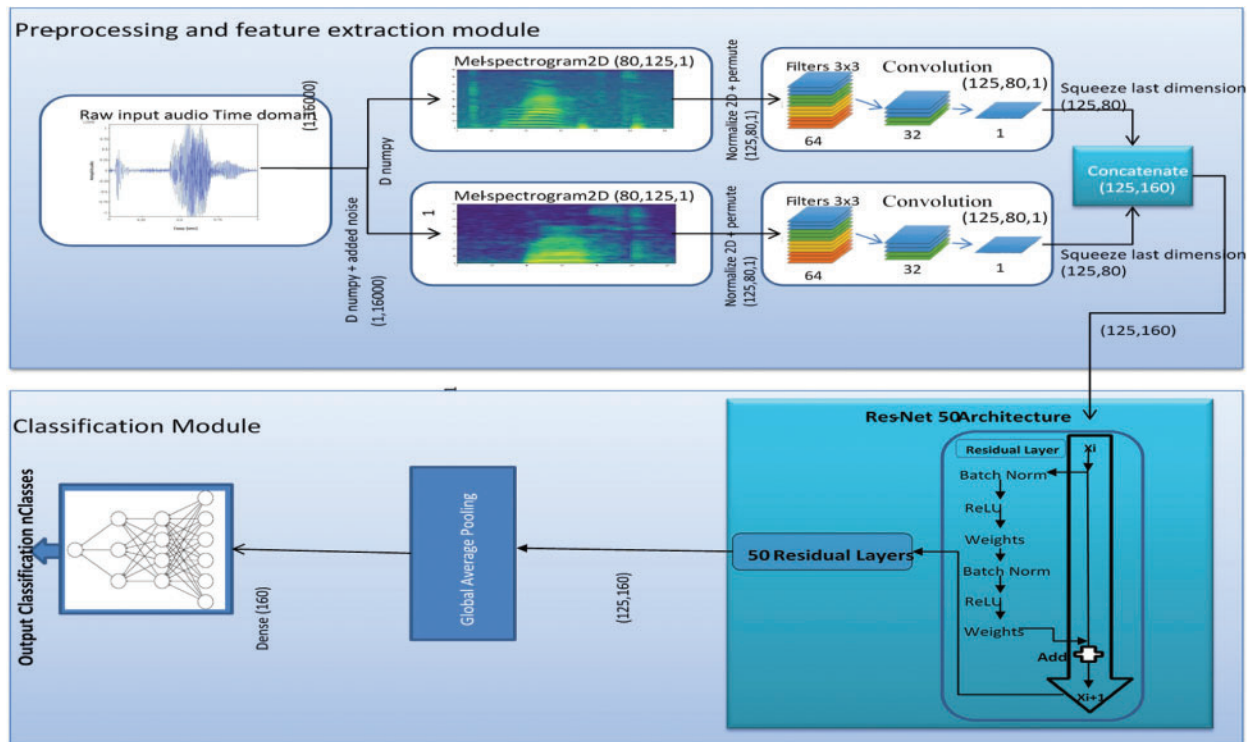 Pre-processing and feature extraction module
Raw input audio Time domain
(1,16000)
D numpy
D numpy + added noise
(1,16000)
1
Mel-spectrogram2D (80,125,1)
Normalize 2D + permute
(125,80,1)
Filters 3x3
Convolution
(125,80,1)
64
32
1
Squeeze last dimension
(125,80)
Mel-spectrogram2D (80,125,1)
Normalize 2D + permute
(125,80,1)
Filters 3x3
Convolution
(125,80,1)
64
32
1
Squeeze last dimension
(125,80)
Concatenate
(125,160)
(125,160)
1
Classification Module
Res-Net 50 Architecture
Residual Layer
Xi
Batch Norm
ReLU
Weights
Batch Norm
ReLU
Weights
Add
Xi+1
50 Residual Layers
(125,160)
Global Average Pooling
Dense (160)
Output Classification nClasses